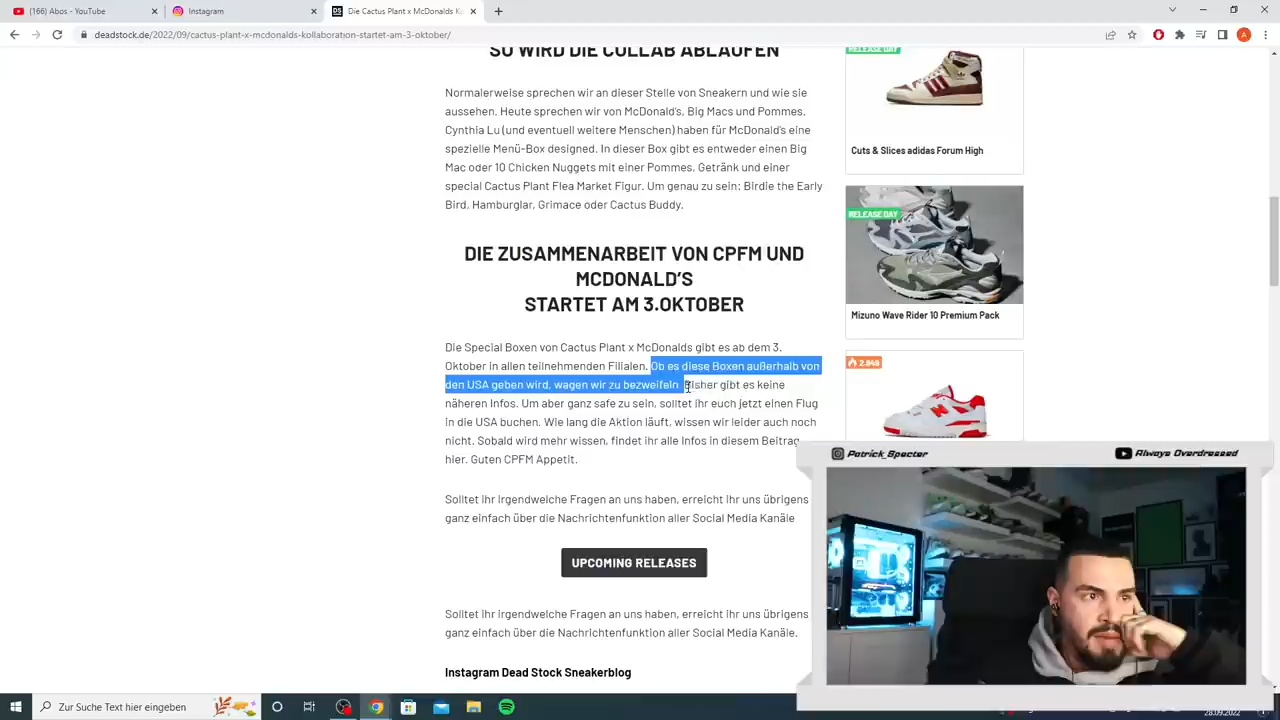 (166) Abos - YouTube
Instagram
Die Cactus Plant x McDonalds Ko
deadstock.de/2022/09/cactus-plant-x-mcdonalds-kollaboration-startet-am-3-oktober/
SO WIRD DIE COLLAB ABLAUFEN
Normalerweise sprechen wir an dieser Stelle von Sneakern und wie sie
aussehen. Heute sprechen wir von McDonald's, Big Macs und Pommes.
Cynthia Lu (und eventuell weitere Menschen) haben für McDonald's eine
spezielle Menü-Box designed. In dieser Box gibt es entweder einen Big
Mac oder 10 Chicken Nuggets mit einer Pommes, Getränk und einer
special Cactus Plant Flea Market Figur. Um genau zu sein: Birdie the Early
Bird, Hamburglar, Grimace oder Cactus Buddy.
DIE ZUSAMMENARBEIT VON CPFM UND
MCDONALD'S
STARTET AM 3.OKTOBER
Die Special Boxen von Cactus Plant x McDonalds gibt es ab dem 3.
Oktober in allen teilnehmenden Filialen. Ob es diese Boxen außerhalb von
den USA geben wird, wagen wir zu bezweifeln. Bisher gibt es keine
näheren Infos. Um aber ganz safe zu sein, solltet ihr euch jetzt einen Flug
in die USA buchen. Wie lang die Aktion läuft, wissen wir leider auch noch
nicht. Sobald wird mehr wissen, findet ihr alle Infos in diesem Beitrag
hier. Guten CPFM Appetit.
Solltet Ihr Irgendwelche Fragen an uns haben, erreicht Ihr uns übrigens
ganz einfach über die Nachrichtenfunktion aller Social Media Kanäle
UPCOMING RELEASES
Solltet ihr irgendwelche Fragen an uns haben, erreicht Ihr uns übrigens
ganz einfach über die Nachrichtenfunktion aller Social Media Kanäle.
Instagram Dead Stock Sneakerblog
RELEASE DAY
Cuts & Slices adidas Forum High
RELEASE DAY
Mizuno Wave Rider 10 Premium Pack
2.949
Patrick_Specter
Always Overdressed
Zur Suche Text hier eingeben
28.09.2022